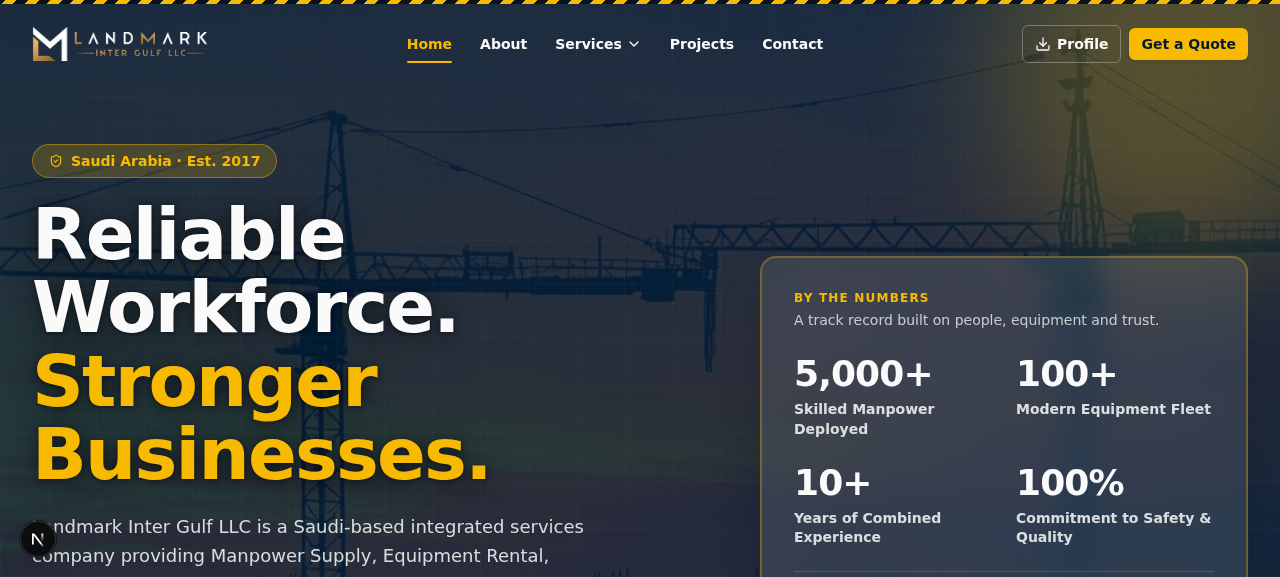 LANDMARK
INTER GULF LLC
Home
About
Services
Projects
Contact
Profile
Get a Quote
Saudi Arabia · Est. 2017
Reliable
Workforce.
Stronger
Businesses.
Landmark Inter Gulf LLC is a Saudi-based integrated services
company providing Manpower Supply, Equipment Rental,
BY THE NUMBERS
A track record built on people, equipment and trust.
5,000+
Skilled Manpower
Deployed
100+
Modern Equipment Fleet
10+
Years of Combined
Experience
100%
Commitment to Safety &
Quality
N